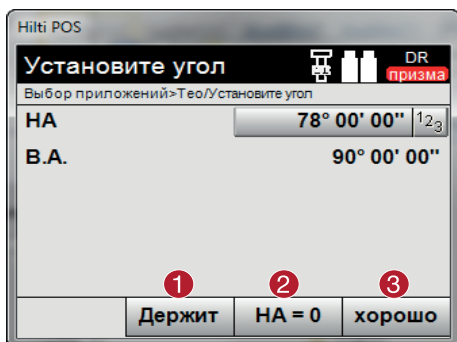 Hilti POS
Установите угол
DR
призма
Выбор приложений>Тео/Установите угол
HA 78° 00' 00" 123
В.А. 90° 00' 00"
1 2 3
Держит HA = 0 хорошо